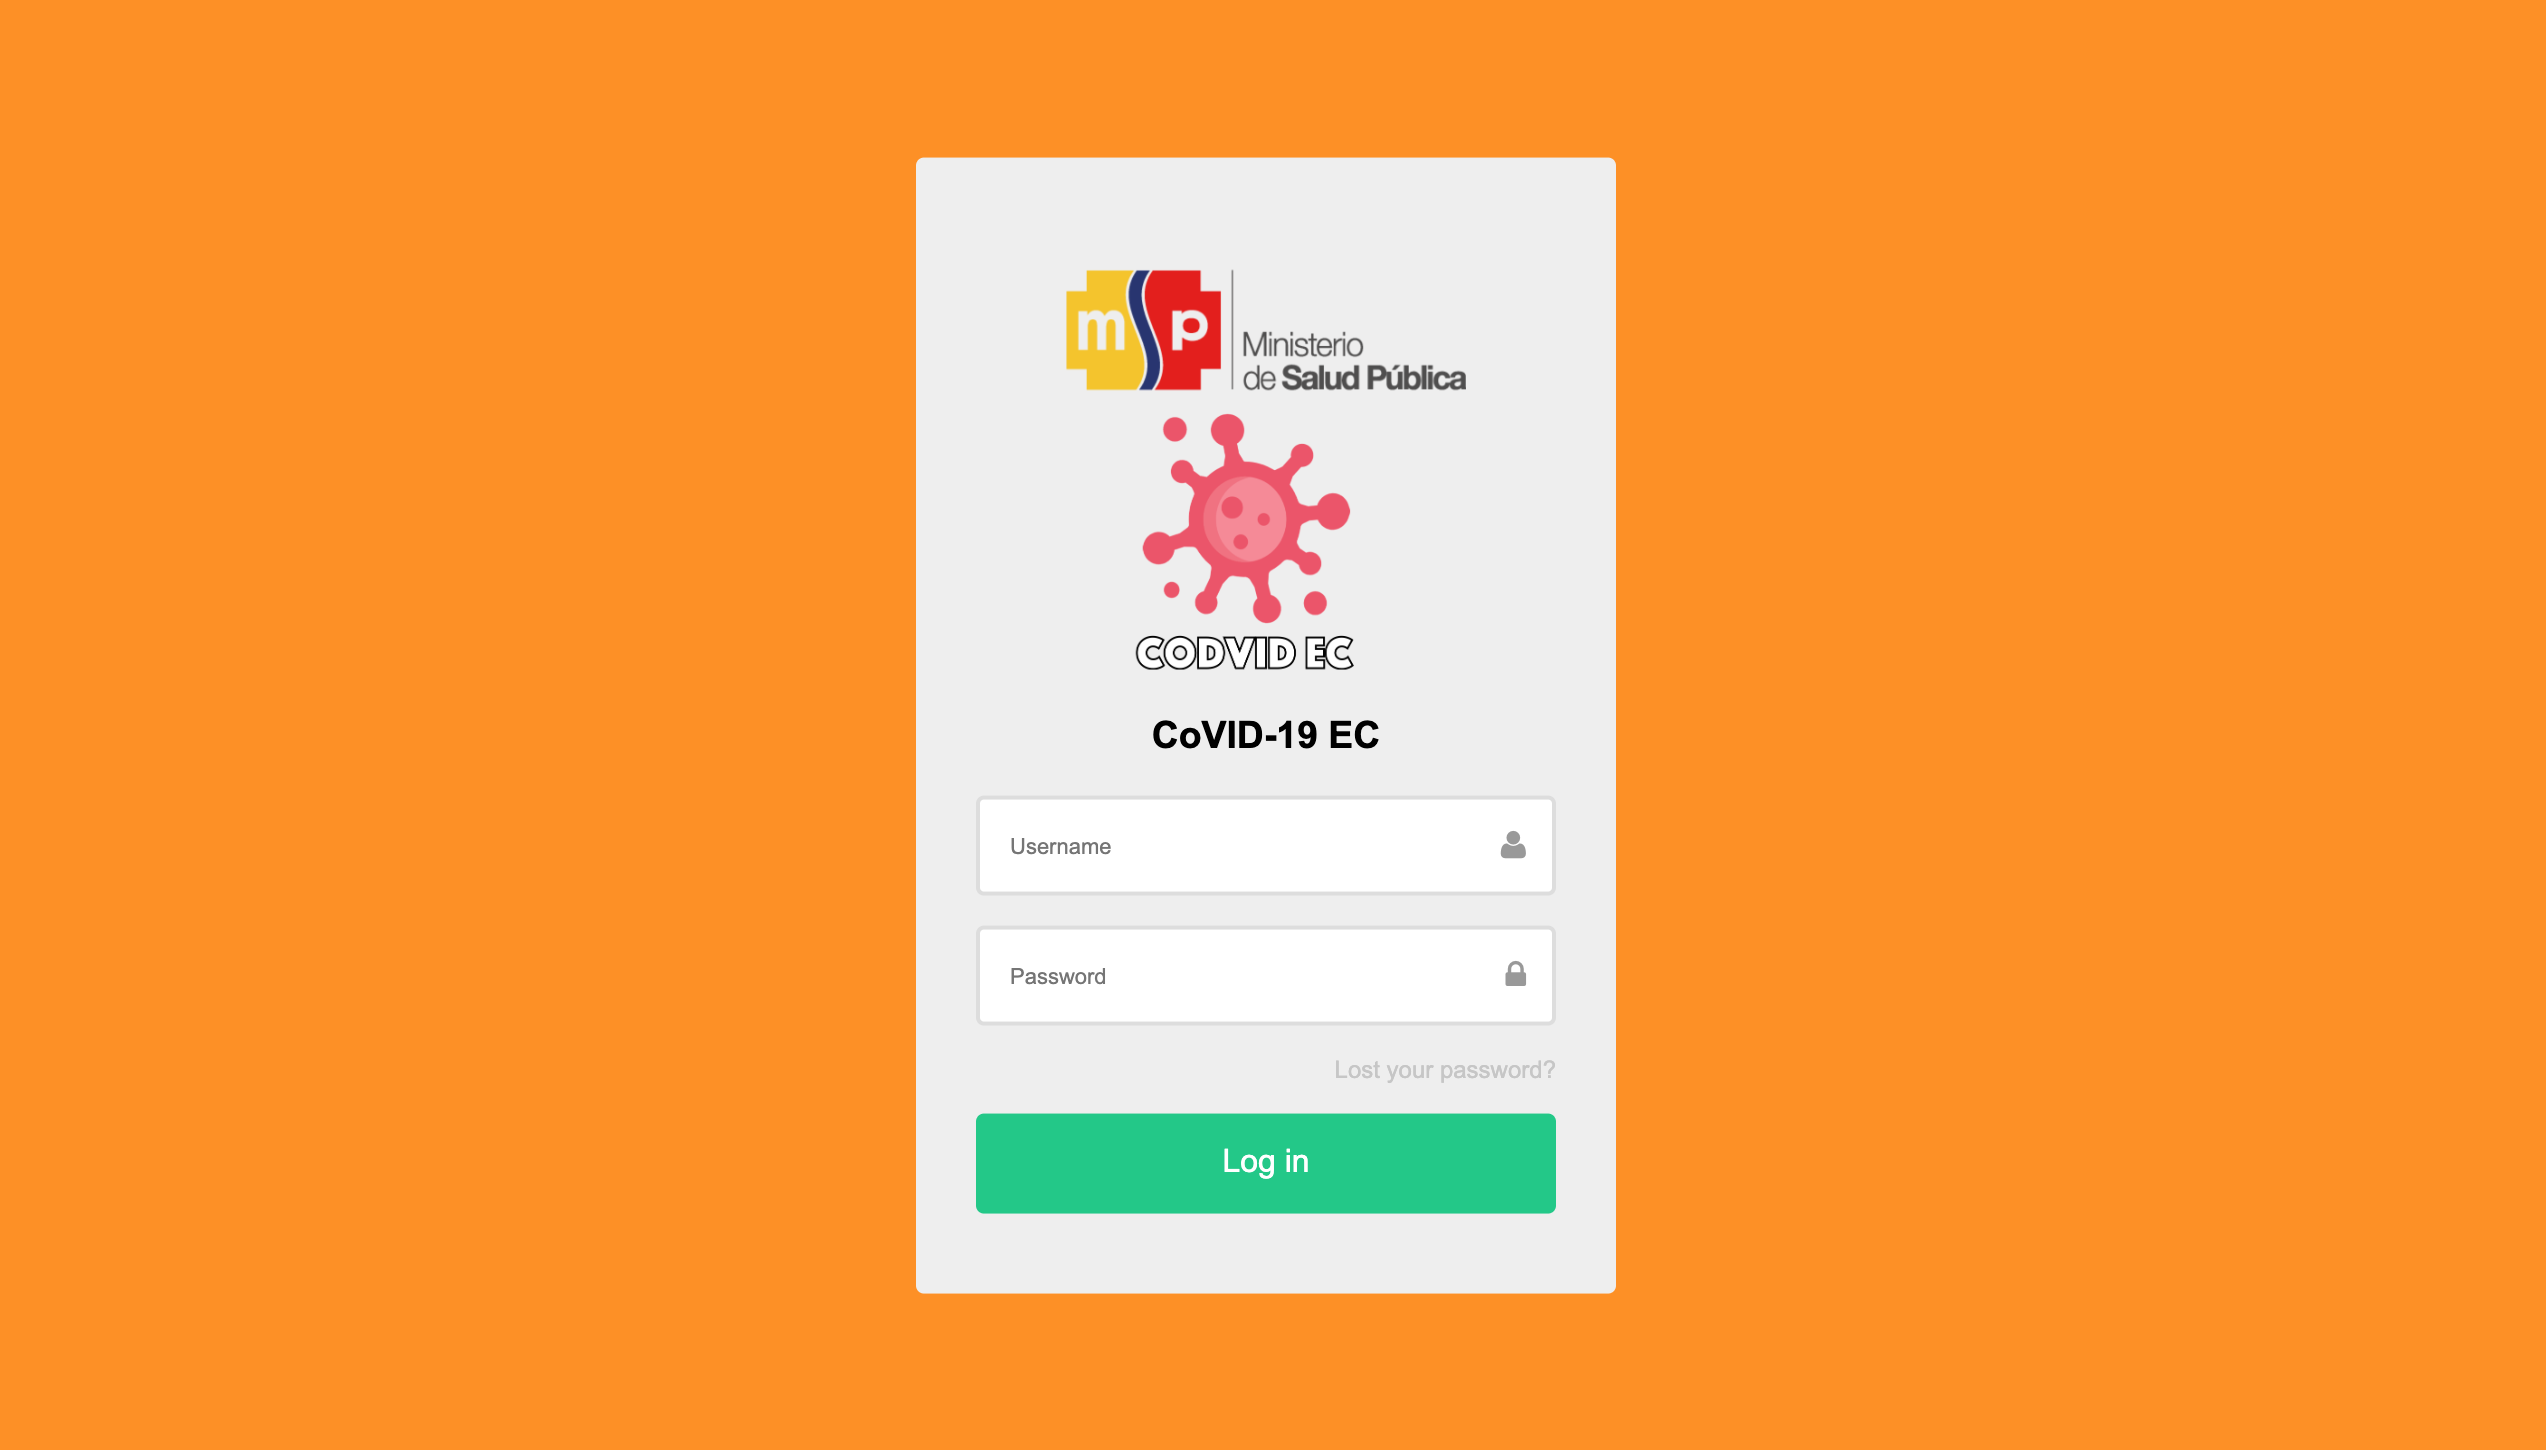 msp
Ministerio
de Salud Pública
CODVID EC
CoVID-19 EC
Username
Password
Lost your password?
Log in